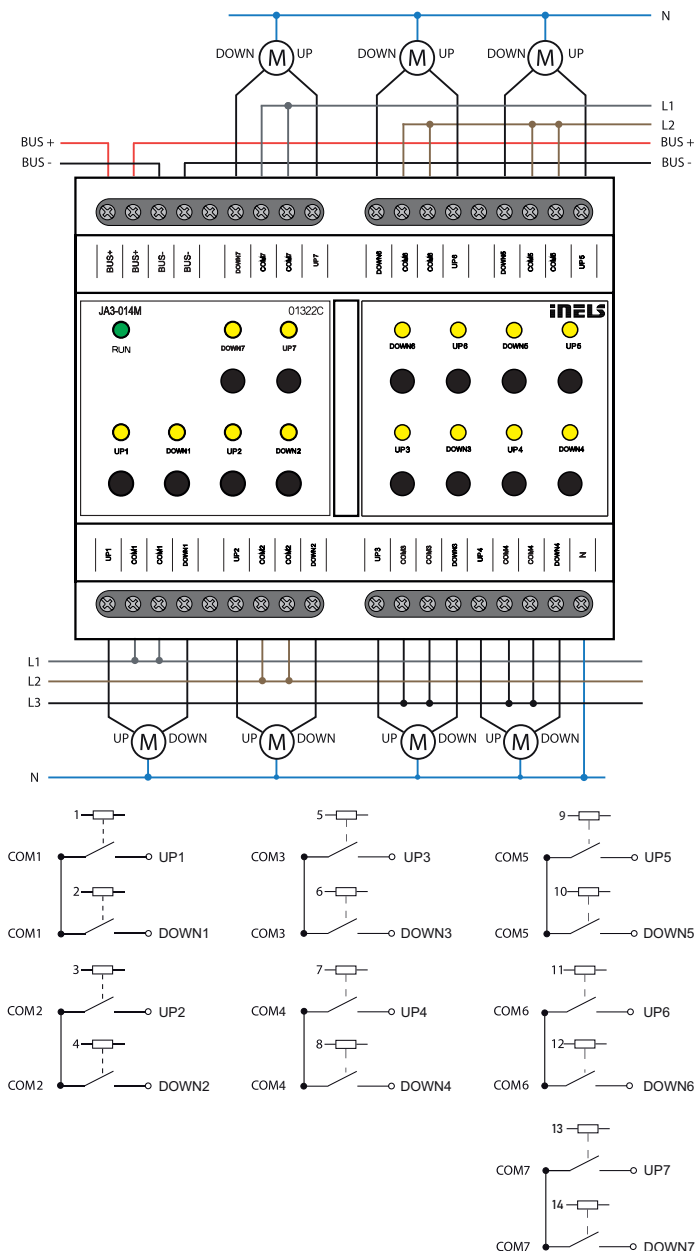 N
DOWN M UP DOWN M UP DOWN M UP
L1
L2
BUS + BUS +
BUS - BUS -
BUS+ BUS+ BUS- BUS- DOWN7 COM7 COM7 UP7 DOWN6 COM6 COM6 UP6 DOWN5 COM5 COM5 UP5
JA3-014M 01322C iNELS
RUN DOWN7 UP7 DOWN6 UP6 DOWN5 UP5
UP1 DOWN1 UP2 DOWN2 UP3 DOWN3 UP4 DOWN4
UP1 COM1 COM1 DOWN1 UP2 COM2 COM2 DOWN2 UP3 COM3 COM3 DOWN3 UP4 COM4 COM4 DOWN4 N
L1
L2
L3
UP M DOWN UP M DOWN UP M DOWN UP M DOWN
N
1 5 9
COM1 UP1 COM3 UP3 COM5 UP5
2 6 10
COM1 DOWN1 COM3 DOWN3 COM5 DOWN5
3 7 11
COM2 UP2 COM4 UP4 COM6 UP6
4 8 12
COM2 DOWN2 COM4 DOWN4 COM6 DOWN6
13
COM7 UP7
14
COM7 DOWN7